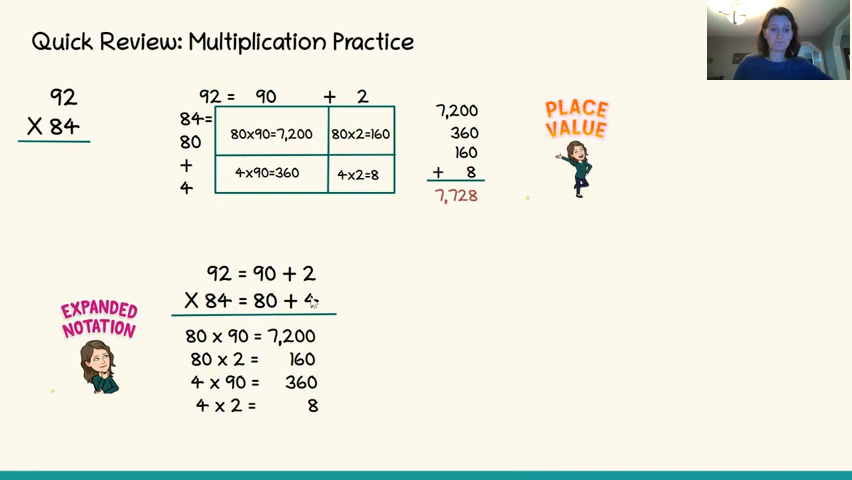 Quick Review: Multiplication Practice
92
X 84
92 = 90 + 2
84=
80
+
4
80x90=7,200 80x2=160
4x90=360 4x2=8
7,200
360
160
+ 8
7,728
PLACE
VALUE
92 = 90 + 2
X 84 = 80 + 4
80 x 90 = 7,200
80 x 2 = 160
4 x 90 = 360
4 x 2 = 8
EXPANDED
NOTATION